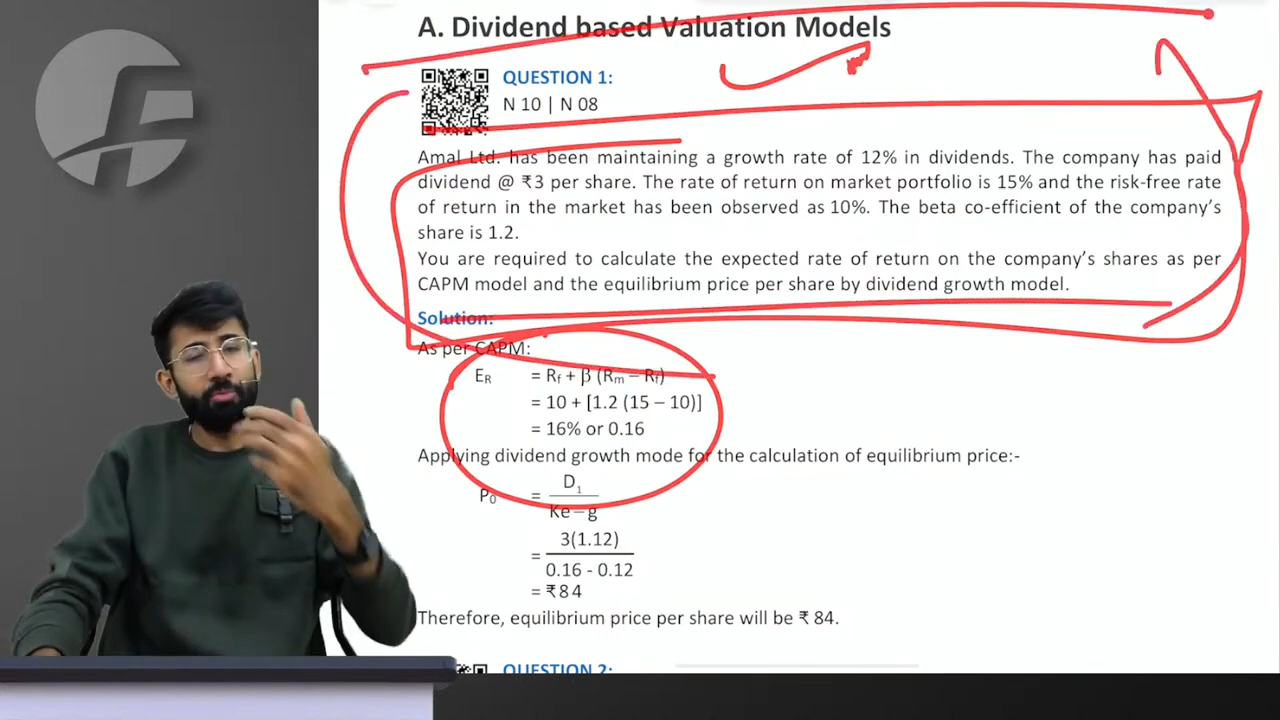 A. Dividend based Valuation Models
QUESTION 1:
N 10 | N 08
Amal Ltd. has been maintaining a growth rate of 12% in dividends. The company has paid
dividend @ ₹3 per share. The rate of return on market portfolio is 15% and the risk-free rate
of return in the market has been observed as 10%. The beta co-efficient of the company's
share is 1.2.
You are required to calculate the expected rate of return on the company's shares as per
CAPM model and the equilibrium price per share by dividend growth model.
Solution:
As per CAPM:
ER = Rf + β (Rm – Rf)
= 10 + [1.2 (15 – 10)]
= 16% or 0.16
Applying dividend growth mode for the calculation of equilibrium price:-
P0 = D1
Ke – g
= 3(1.12)
0.16 - 0.12
= ₹84
Therefore, equilibrium price per share will be ₹ 84.
QUESTION 2: